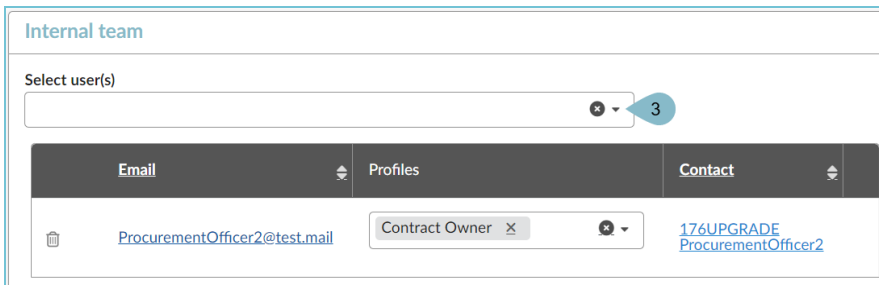 Internal team
Select user(s)
3
Email Profiles Contact
ProcurementOfficer2@test.mail Contract Owner 176UPGRADE
ProcurementOfficer2